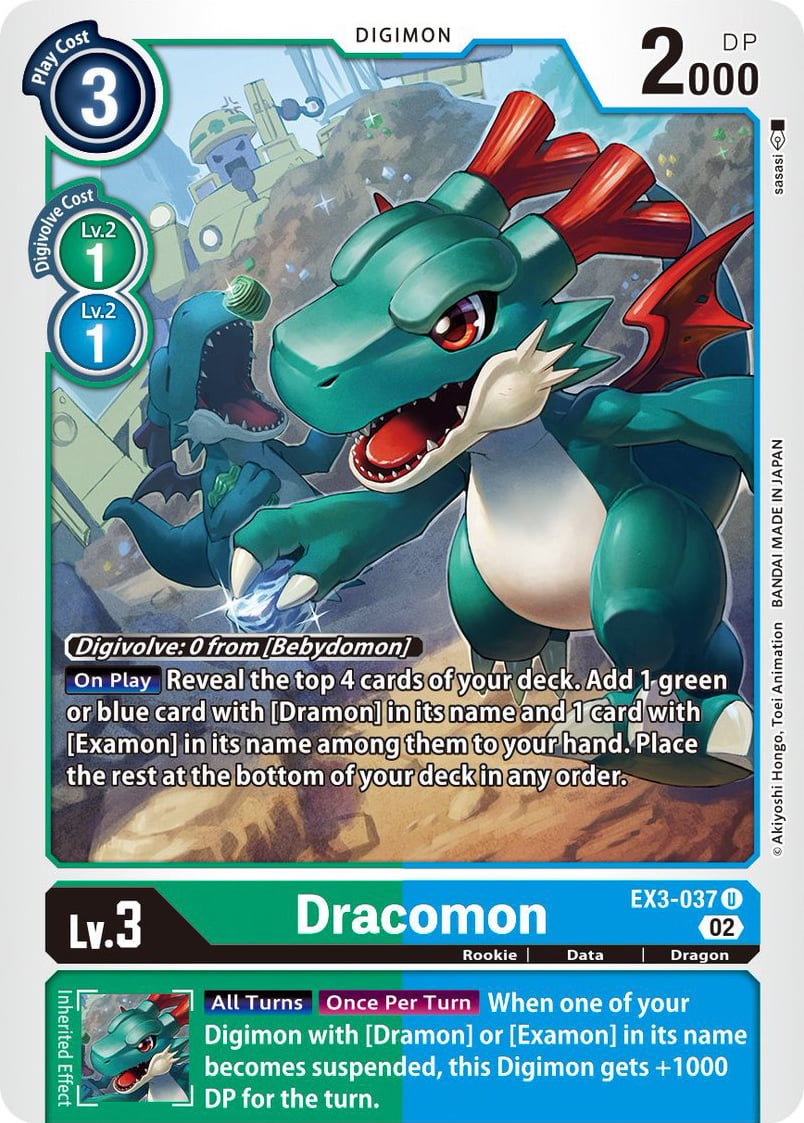 Play Cost
3
DIGIMON
DP
2000
Digivolve Cost
Lv.2
1
Lv.2
1
sasasi
Digivolve: 0 from [Bebydomon]
On Play Reveal the top 4 cards of your deck. Add 1 green
or blue card with [Dramon] in its name and 1 card with
[Examon] in its name among them to your hand. Place
the rest at the bottom of your deck in any order.
© Akiyoshi Hongo, Toei Animation BANDAI MADE IN JAPAN
Lv.3
Dracomon
EX3-037 U
02
Rookie | Data | Dragon
Inherited Effect
All Turns Once Per Turn When one of your
Digimon with [Dramon] or [Examon] in its name
becomes suspended, this Digimon gets +1000
DP for the turn.